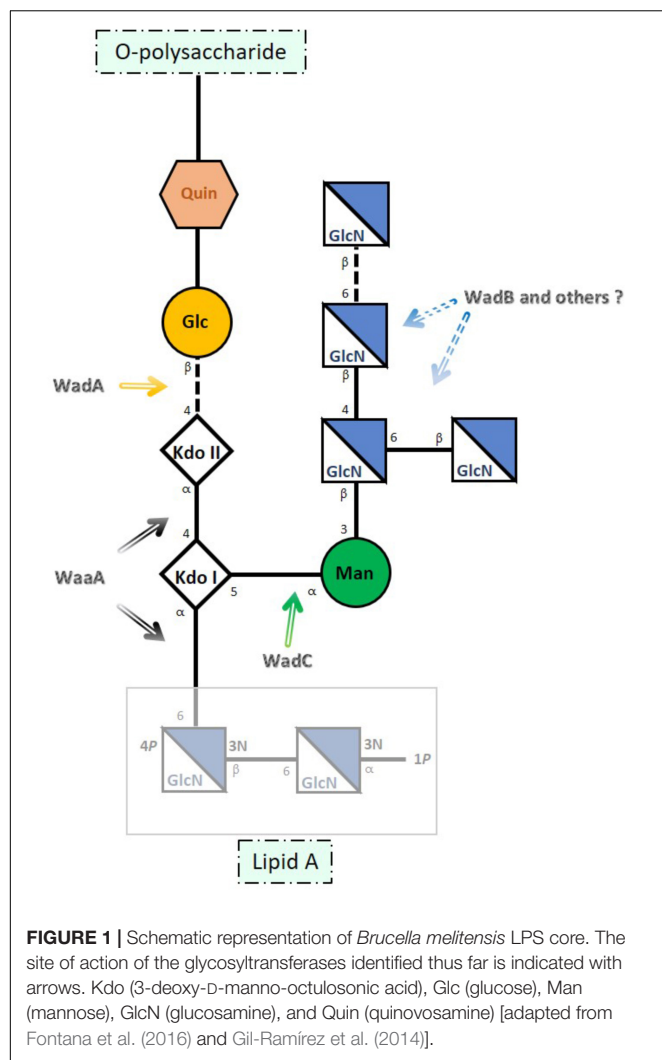 O-polysaccharide
Quin
GlcN
β
6
Glc
GlcN
WadB and others ?
β
β
WadA
4
4
6
β
Kdo II
GlcN
GlcN
α
β
4
3
WaaA
Kdo I
Man
α
5
α
WadC
6
4P
3N
3N
GlcN
β
6
GlcN
α
1P
Lipid A
FIGURE 1 | Schematic representation of Brucella melitensis LPS core. The
site of action of the glycosyltransferases identified thus far is indicated with
arrows. Kdo (3-deoxy-D-manno-octulosonic acid), Glc (glucose), Man
(mannose), GlcN (glucosamine), and Quin (quinovosamine) [adapted from
Fontana et al. (2016) and Gil-Ramírez et al. (2014)].